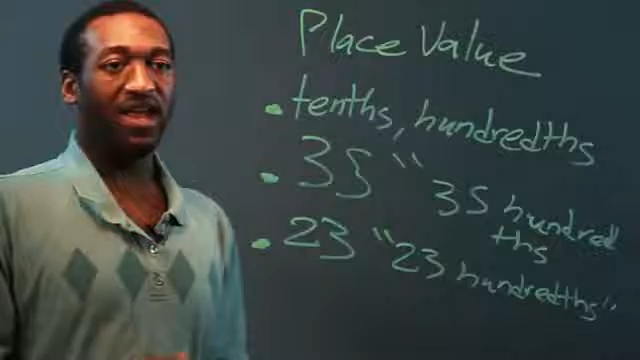 Place Value
.tenths, hundredths
.35 "35 hundred
ths
.23 "23 hundredths"